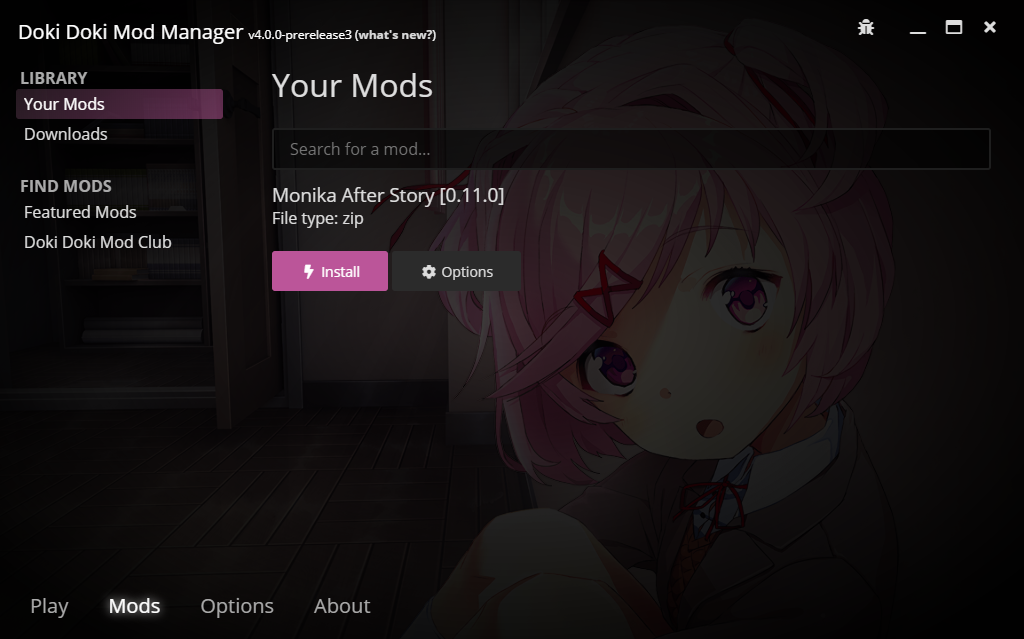 Doki Doki Mod Manager v4.0.0-prerelease3 (what's new?)
LIBRARY
Your Mods
Downloads
FIND MODS
Featured Mods
Doki Doki Mod Club
Your Mods
Search for a mod...
Monika After Story [0.11.0]
File type: zip
Install Options
Play Mods Options About